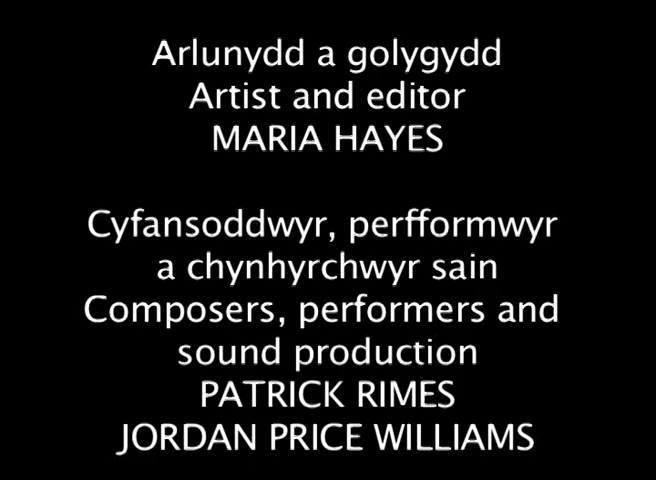 Arlunydd a golygydd
Artist and editor
MARIA HAYES
Cyfansoddwyr, perfformwyr
a chynhyrchwyr sain
Composers, performers and
sound production
PATRICK RIMES
JORDAN PRICE WILLIAMS